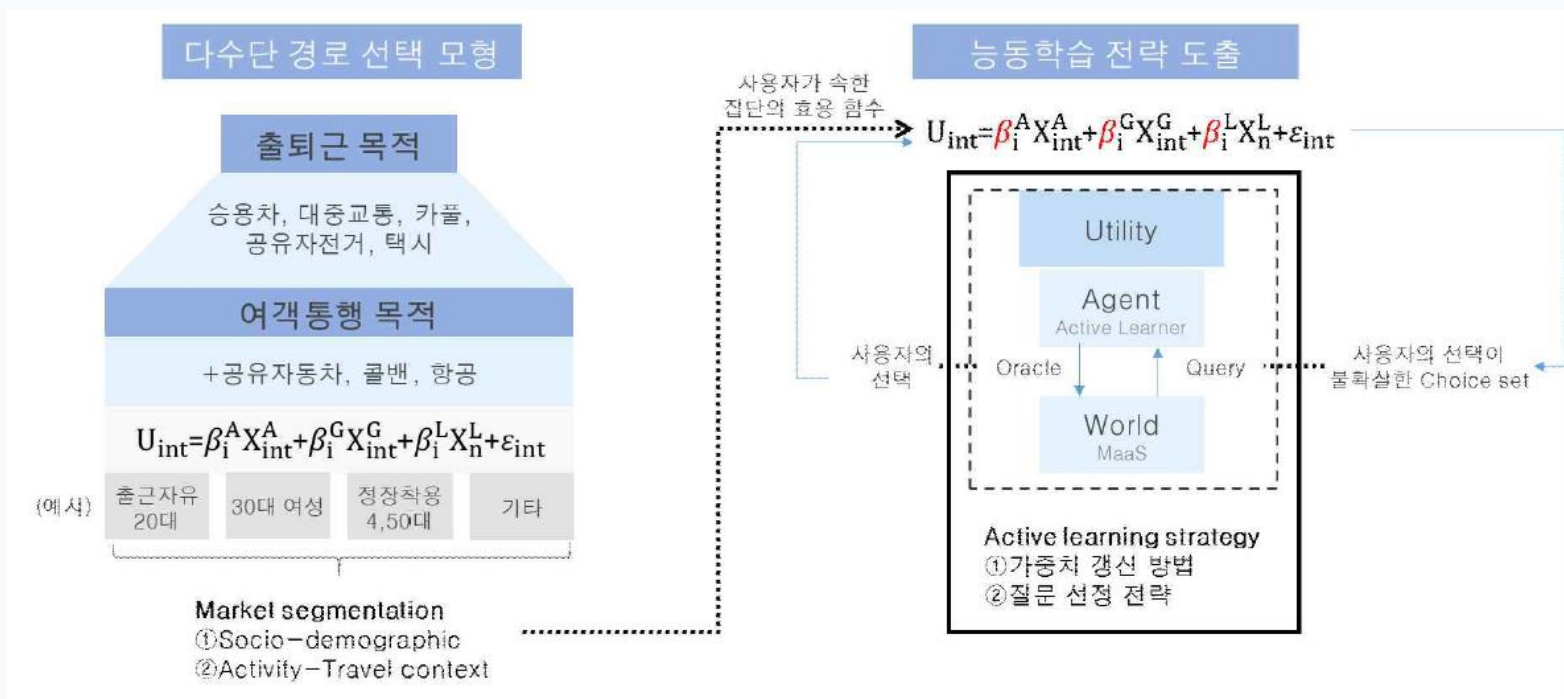 다수단 경로 선택 모형
출퇴근 목적
승용차, 대중교통, 카풀,
공유자전거, 택시
여객통행 목적
+공유자동차, 콜밴, 항공
U_int=β_i^A X_int^A+β_i^G X_int^G+β_i^L X_n^L+ε_int
(예시)
출근자유
20대
30대 여성
정장착용
4,50대
기타
Market segmentation
①Socio-demographic
②Activity-Travel context
능동학습 전략 도출
사용자가 속한
집단의 효용 함수
U_int=β_i^A X_int^A+β_i^G X_int^G+β_i^L X_n^L+ε_int
Utility
Agent
Active Learner
사용자의
선택
Oracle
Query
사용자의 선택이
불확실한 Choice set
World
MaaS
Active learning strategy
①가중치 갱신 방법
②질문 선정 전략